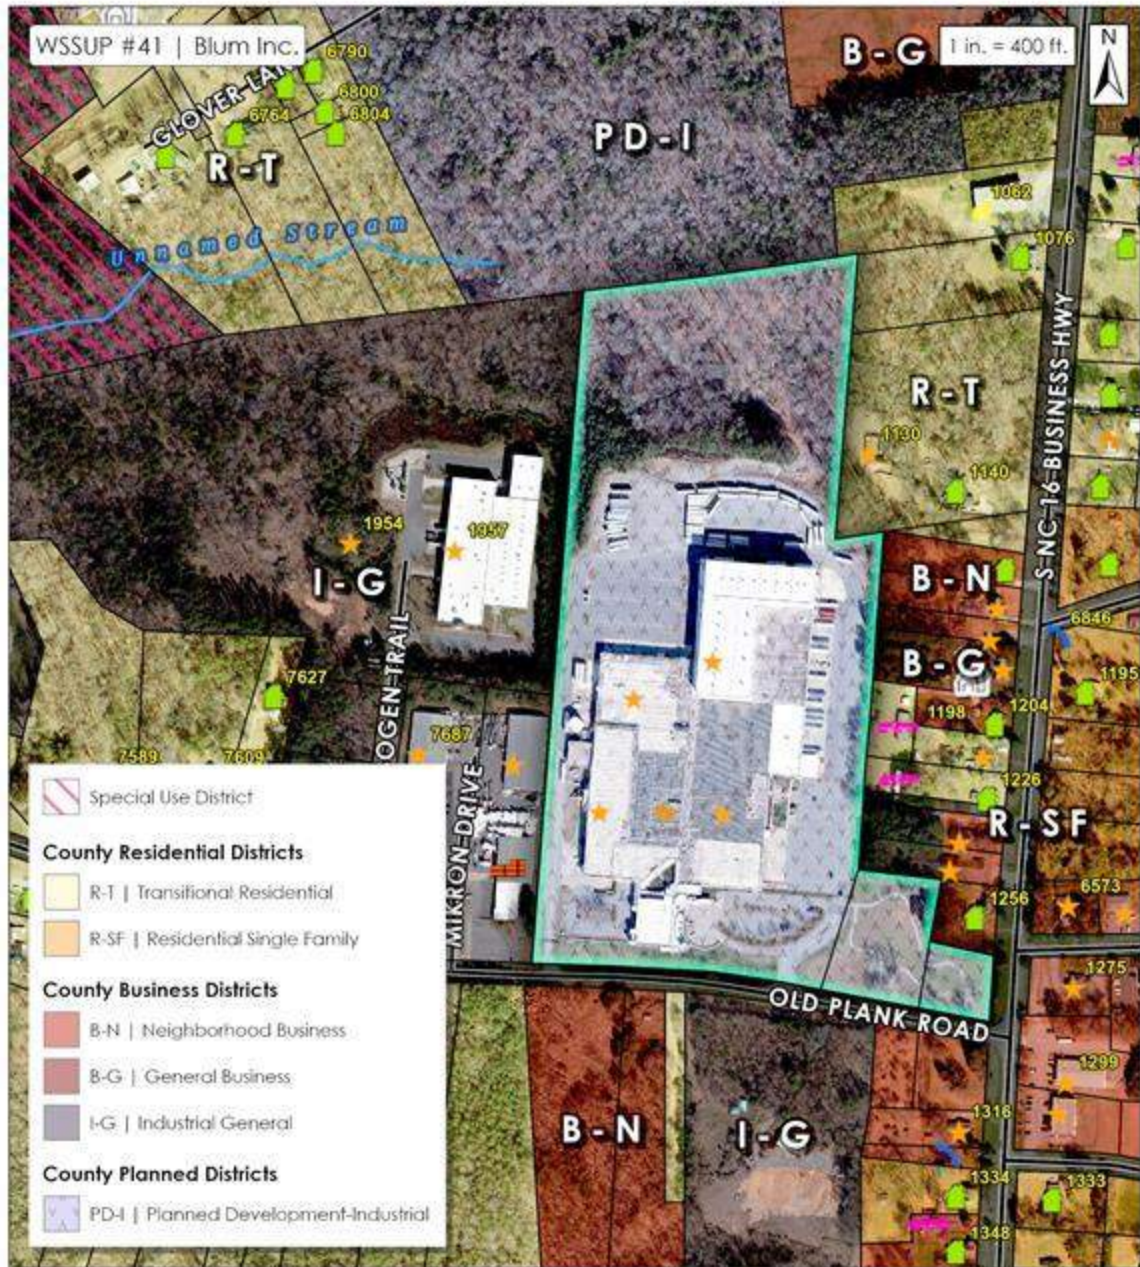 WSSUP #41 | Blum Inc.
1 in. = 400 ft.
N
B - G
PD - I
6790
GLOVER LANE
6800
6764
6804
R - T
Unnamed Stream
1062
1076
S NC 16 BUSINESS HWY
R - T
1130
1140
1954
1957
I - G
B - N
6846
B - G
1195
7627
1198
1204
OGEN TRAIL
7687
7589
7609
1226
MIKRON DRIVE
R - SF
6573
1256
1275
OLD PLANK ROAD
1299
B - N
I - G
1316
1334
1333
1348
Special Use District
County Residential Districts
R-T | Transitional Residential
R-SF | Residential Single Family
County Business Districts
B-N | Neighborhood Business
B-G | General Business
I-G | Industrial General
County Planned Districts
PD-I | Planned Development-Industrial